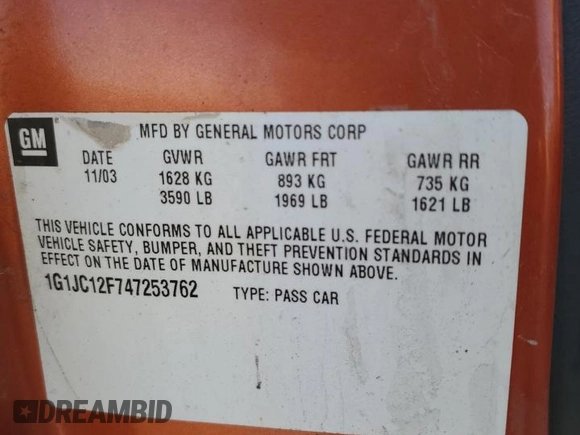 GM
MFD BY GENERAL MOTORS CORP
DATE GVWR GAWR FRT GAWR RR
11/03 1628 KG 893 KG 735 KG
3590 LB 1969 LB 1621 LB
THIS VEHICLE CONFORMS TO ALL APPLICABLE U.S. FEDERAL MOTOR
VEHICLE SAFETY, BUMPER, AND THEFT PREVENTION STANDARDS IN
EFFECT ON THE DATE OF MANUFACTURE SHOWN ABOVE.
1G1JC12F747253762 TYPE: PASS CAR
DREAMBID